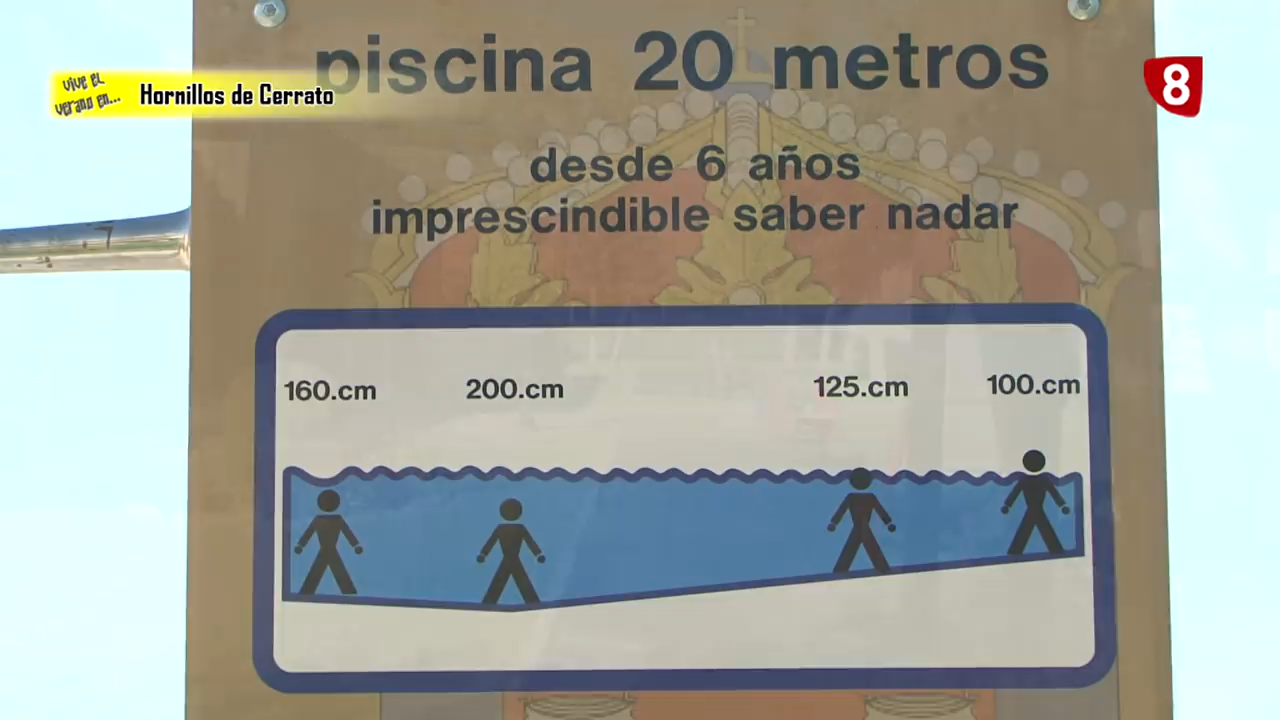 piscina 20 metros
vive el
verano en...
Hornillos de Cerrato
8
desde 6 años
imprescindible saber nadar
160.cm 200.cm 125.cm 100.cm